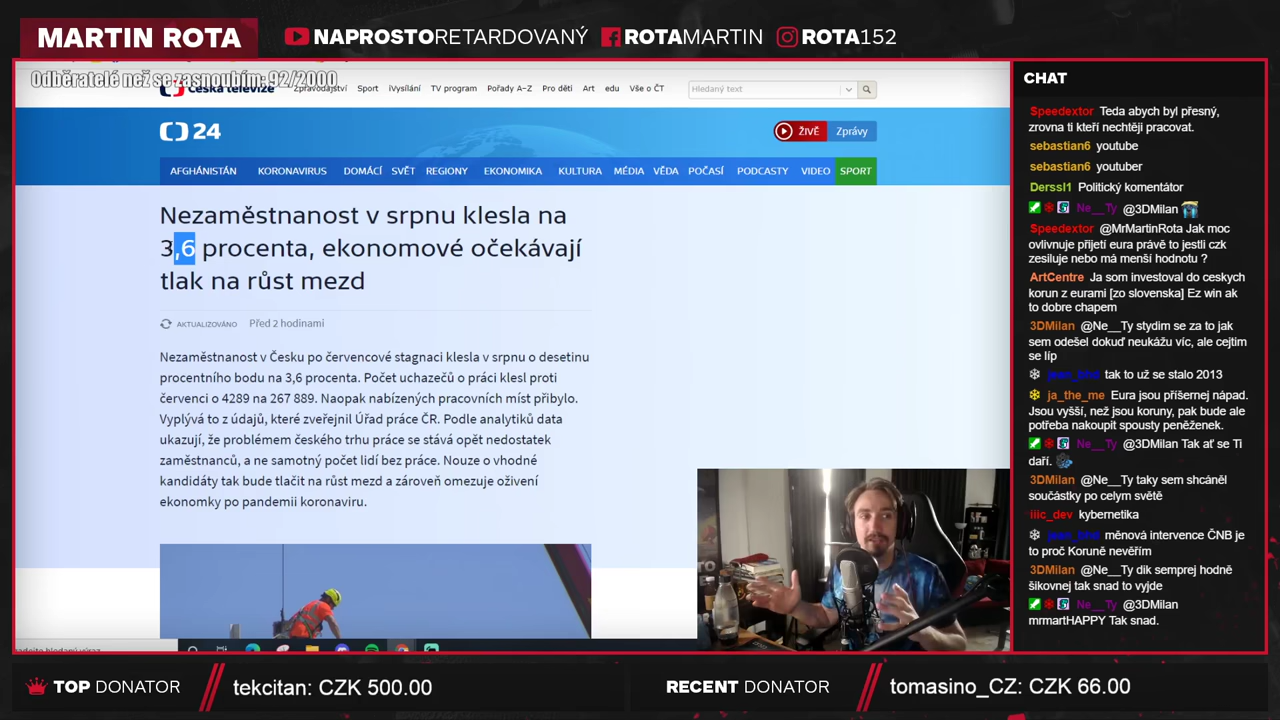 MARTIN ROTA
NAPROSTORETARDOVANÝ
ROTAMARTIN
ROTA152
Odběratelé než se zasnoubím: 92/2000
Česká televize
Zpravodajství Sport iVysílání TV program Pořady A–Z Pro děti Art edu Vše o ČT
Hledaný text
24
ŽIVĚ
Zprávy
AFGHÁNISTÁN KORONAVIRUS DOMÁCÍ SVĚT REGIONY EKONOMIKA KULTURA MÉDIA VĚDA POČASÍ PODCASTY VIDEO SPORT
Nezaměstnanost v srpnu klesla na
3,6 procenta, ekonomové očekávají
tlak na růst mezd
AKTUALIZOVÁNO Před 2 hodinami
Nezaměstnanost v Česku po červencové stagnaci klesla v srpnu o desetinu
procentního bodu na 3,6 procenta. Počet uchazečů o práci klesl proti
červenci o 4289 na 267 889. Naopak nabízených pracovních míst přibylo.
Vyplývá to z údajů, které zveřejnil Úřad práce ČR. Podle analytiků data
ukazují, že problémem českého trhu práce se stává opět nedostatek
zaměstnanců, a ne samotný počet lidí bez práce. Nouze o vhodné
kandidáty tak bude tlačit na růst mezd a zároveň omezuje oživení
ekonomky po pandemii koronaviru.
CHAT
Speedextor Teda abych byl přesný,
zrovna ti kteří nechtěji pracovat.
sebastian6 youtube
sebastian6 youtuber
Derssl1 Politický komentátor
Ne__Ty @3DMilan
Speedextor @MrMartinRota Jak moc
ovlivnuje přijetí eura právě to jestli czk
zesiluje nebo má menší hodnotu ?
ArtCentre Ja som investoval do ceskych
korun z eurami [zo slovenska] Ez win ak
to dobre chapem
3DMilan @Ne__Ty stydim se za to jak
sem odešel dokuď neukážu víc, ale cejtim
se líp
tak to už se stalo 2013
ja_the_me Eura jsou příšernej nápad.
Jsou vyšší, než jsou koruny, pak bude ale
potřeba nakoupit spousty peněženek.
Ne__Ty @3DMilan Tak ať se Ti
daří.
3DMilan @Ne__Ty taky sem shcáněl
součástky po celym světě
iiic_dev kybernetika
měnová intervence ČNB je
to proč Koruně nevěřím
3DMilan @Ne__Ty dik semprej hodně
šikovnej tak snad to vyjde
Ne__Ty @3DMilan
mrmartHAPPY Tak snad.
TOP DONATOR
tekcitan: CZK 500.00
RECENT DONATOR
tomasino_CZ: CZK 66.00